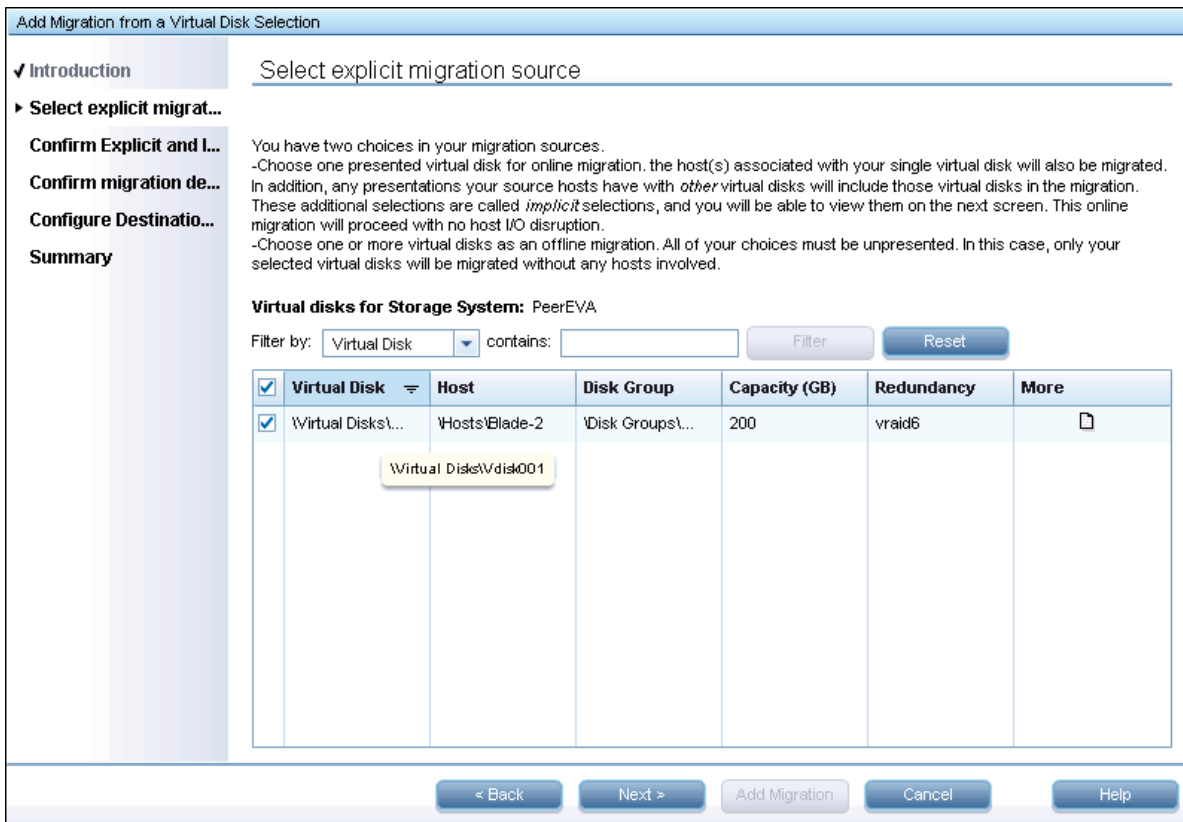 Add Migration from a Virtual Disk Selection
Introduction
Select explicit migration source
Select explicit migrat...
Confirm Explicit and I...
Confirm migration de...
Configure Destinatio...
Summary
You have two choices in your migration sources.
-Choose one presented virtual disk for online migration. the host(s) associated with your single virtual disk will also be migrated.
In addition, any presentations your source hosts have with other virtual disks will include those virtual disks in the migration.
These additional selections are called implicit selections, and you will be able to view them on the next screen. This online
migration will proceed with no host I/O disruption.
-Choose one or more virtual disks as an offline migration. All of your choices must be unpresented. In this case, only your
selected virtual disks will be migrated without any hosts involved.
Virtual disks for Storage System: PeerEVA
Filter by: Virtual Disk contains: Filter Reset
Virtual Disk Host Disk Group Capacity (GB) Redundancy More
\Virtual Disks\... \Hosts\Blade-2 \Disk Groups\... 200 vraid6
\Virtual Disks\Vdisk001
< Back Next > Add Migration Cancel Help